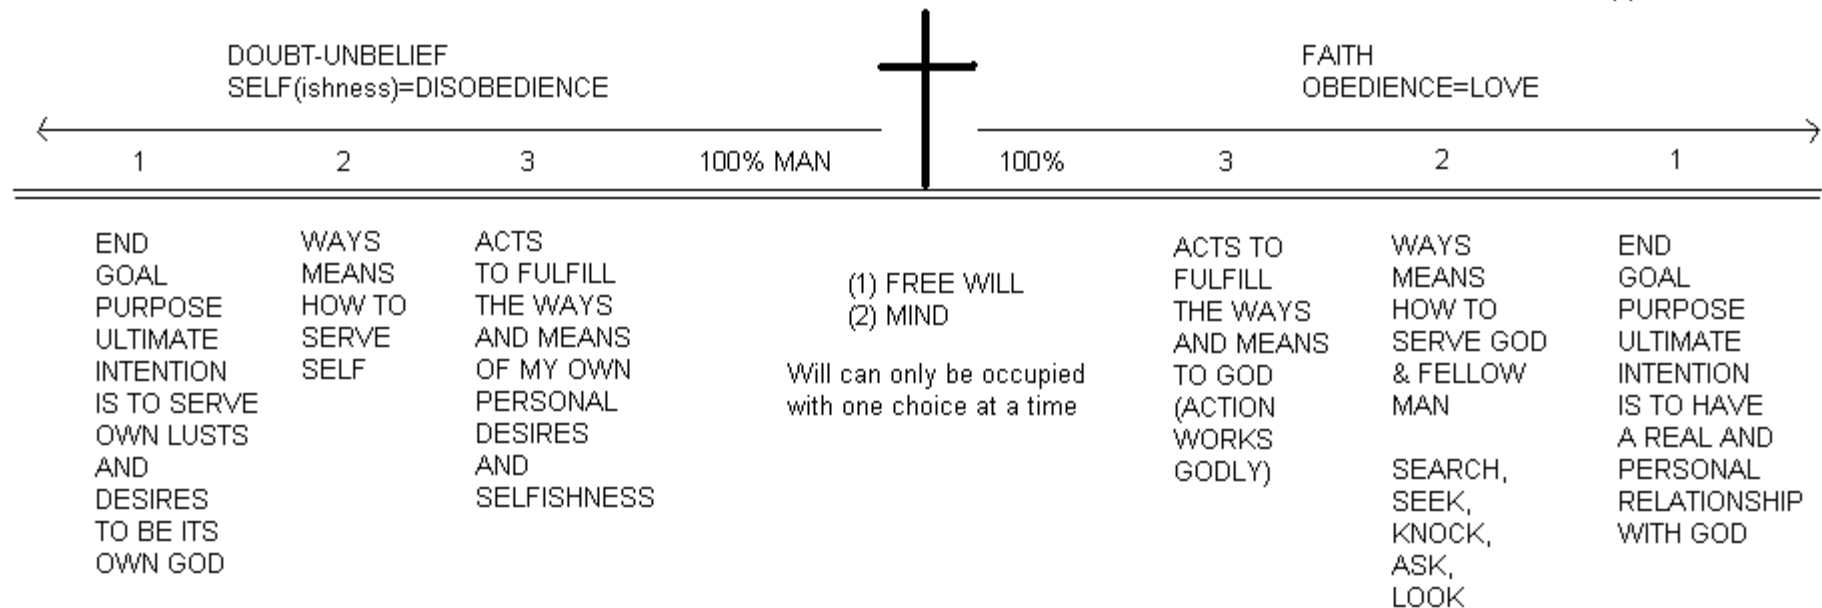 DOUBT-UNBELIEF
SELF(ishness)=DISOBEDIENCE
FAITH
OBEDIENCE=LOVE
1 2 3 100% MAN 100% 3 2 1
END
GOAL
PURPOSE
ULTIMATE
INTENTION
IS TO SERVE
OWN LUSTS
AND
DESIRES
TO BE ITS
OWN GOD
WAYS
MEANS
HOW TO
SERVE
SELF
ACTS
TO FULFILL
THE WAYS
AND MEANS
OF MY OWN
PERSONAL
DESIRES
AND
SELFISHNESS
(1) FREE WILL
(2) MIND
Will can only be occupied
with one choice at a time
ACTS TO
FULFILL
THE WAYS
AND MEANS
TO GOD
(ACTION
WORKS
GODLY)
WAYS
MEANS
HOW TO
SERVE GOD
& FELLOW
MAN
SEARCH,
SEEK,
KNOCK,
ASK,
LOOK
END
GOAL
PURPOSE
ULTIMATE
INTENTION
IS TO HAVE
A REAL AND
PERSONAL
RELATIONSHIP
WITH GOD